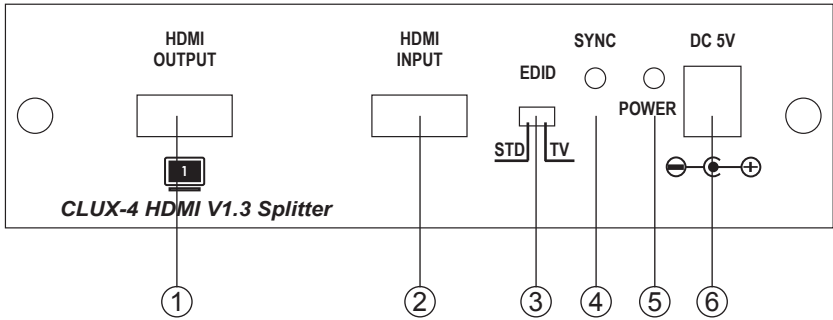 HDMI
OUTPUT
HDMI
INPUT
EDID
SYNC
DC 5V
POWER
STD
TV
1
CLUX-4 HDMI V1.3 Splitter
1
2
3
4
5
6